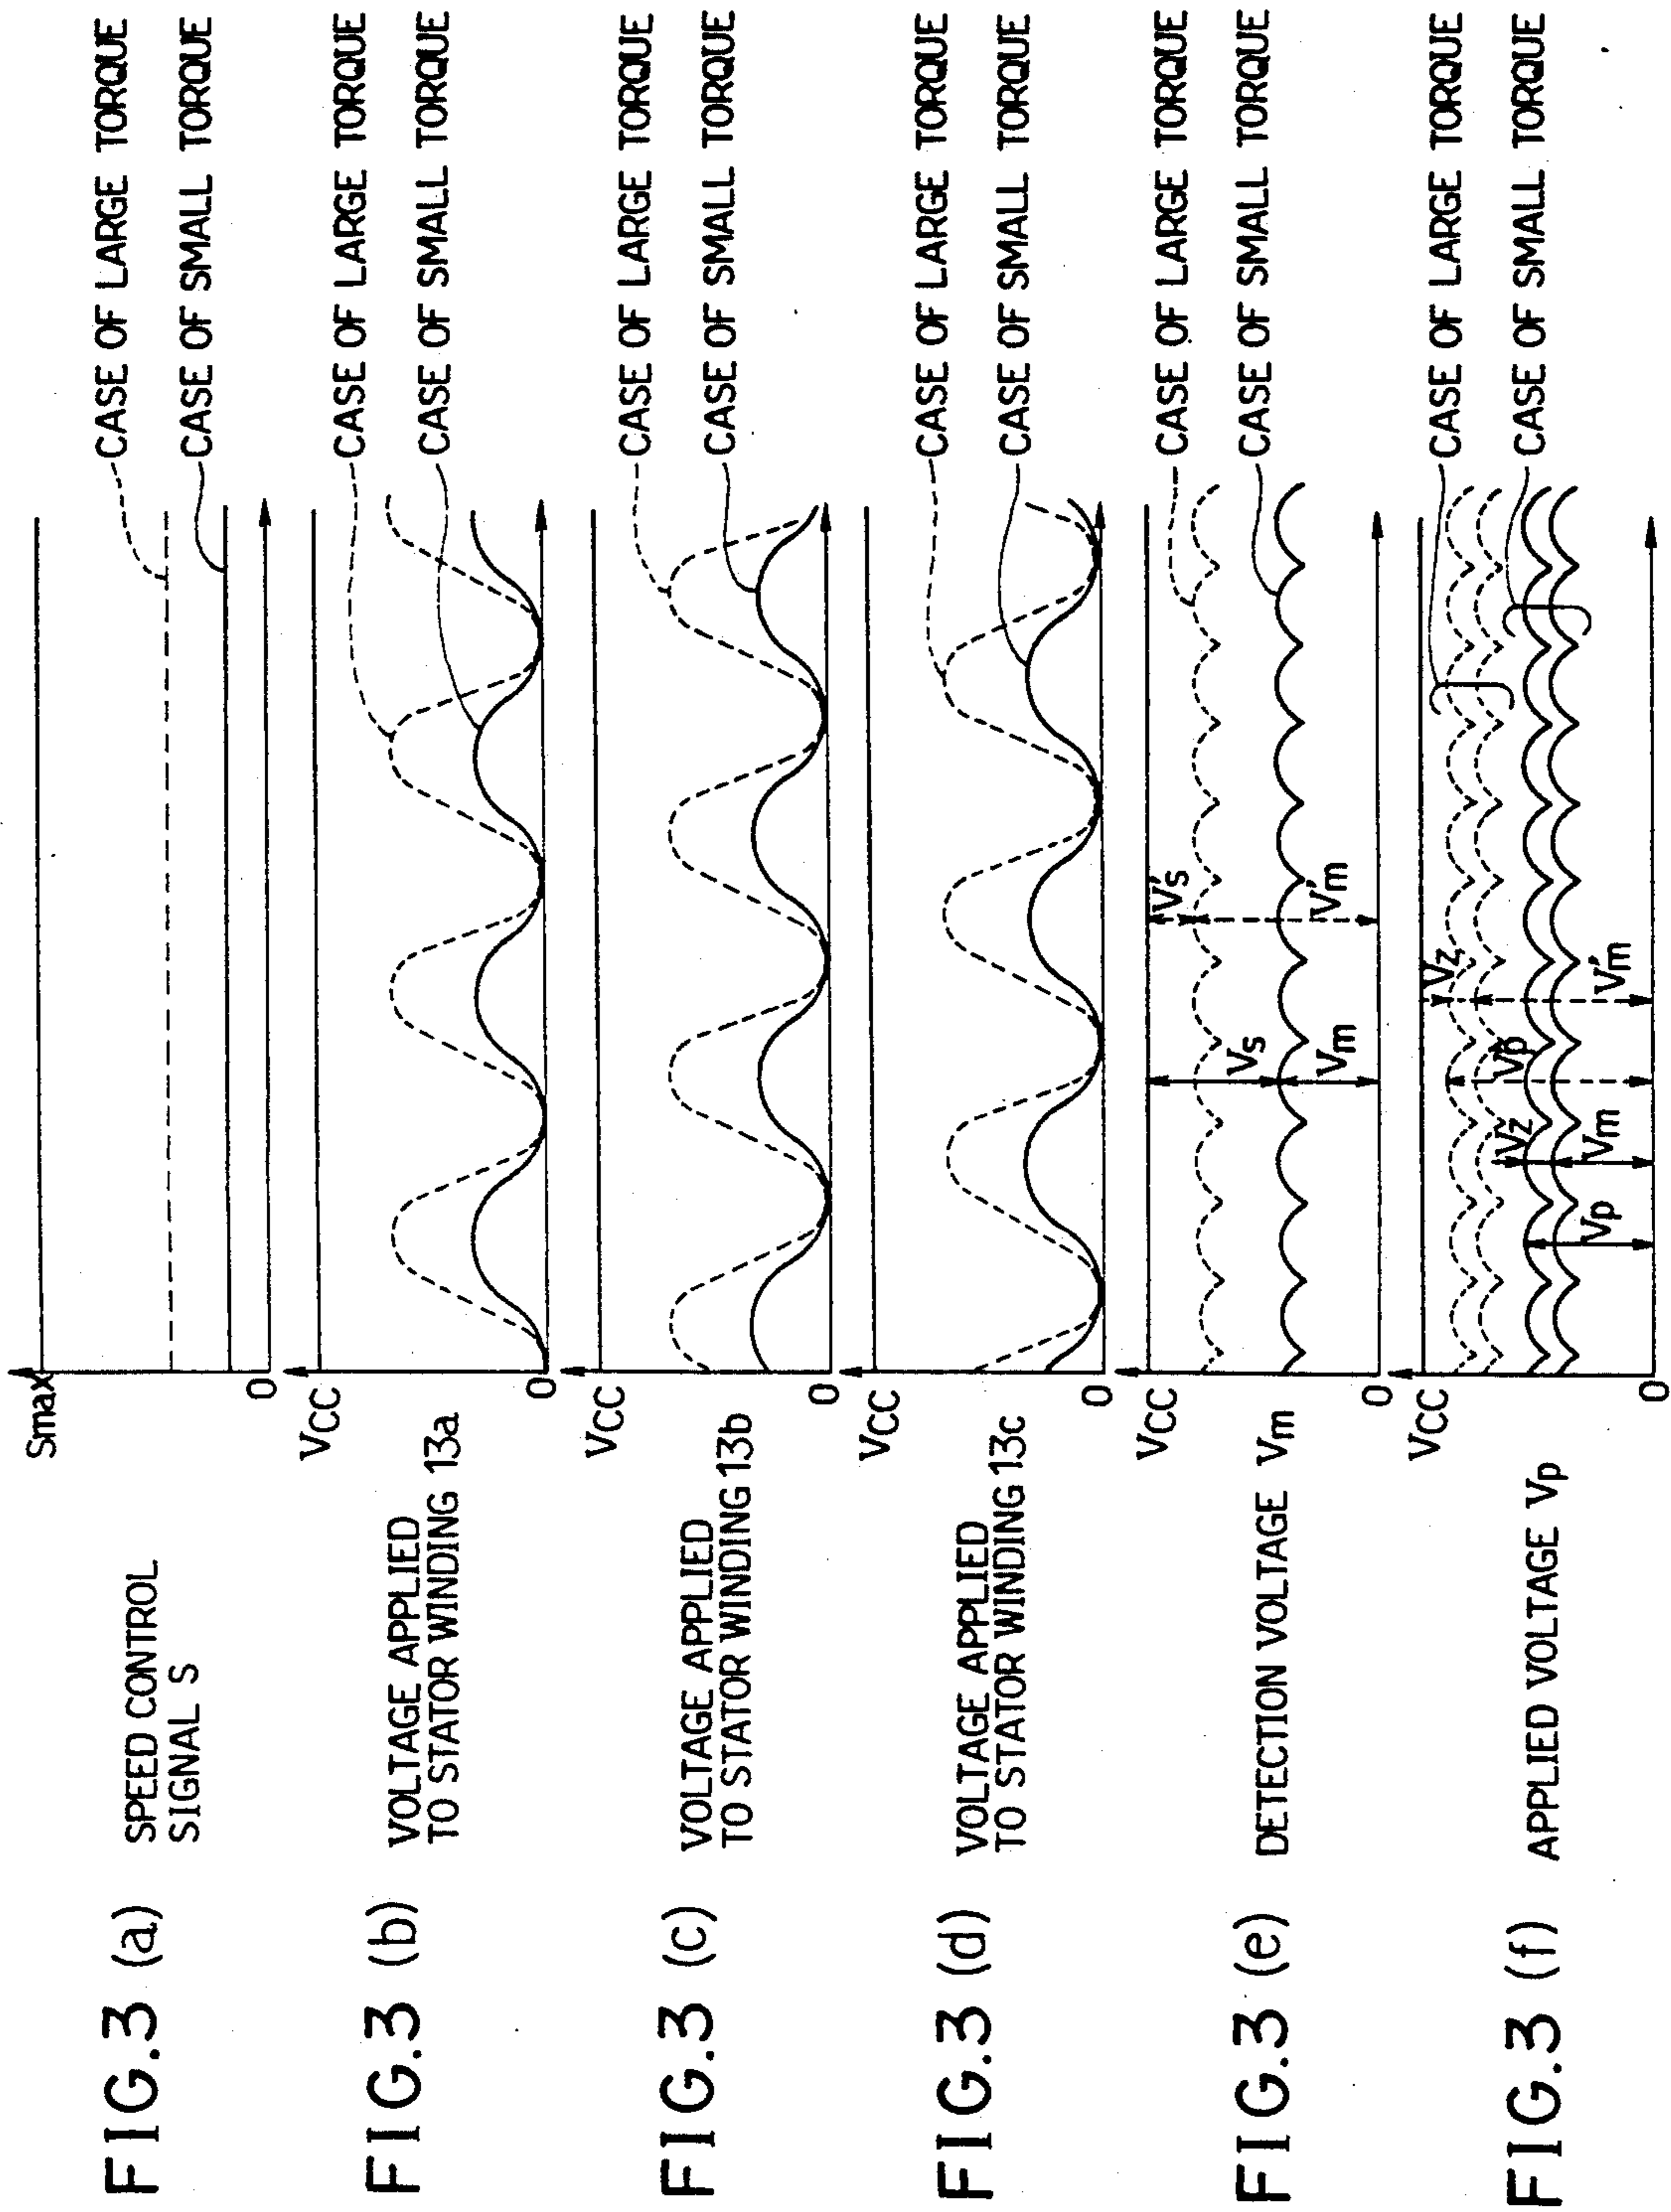 FIG.3 (a) SPEED CONTROL
SIGNAL S
Smax
0
CASE OF LARGE TORQUE
CASE OF SMALL TORQUE
FIG.3 (b) VOLTAGE APPLIED
TO STATOR WINDING 13a
VCC
0
CASE OF LARGE TORQUE
CASE OF SMALL TORQUE
FIG.3 (c) VOLTAGE APPLIED
TO STATOR WINDING 13b
VCC
0
CASE OF LARGE TORQUE
CASE OF SMALL TORQUE
FIG.3 (d) VOLTAGE APPLIED
TO STATOR WINDING 13c
VCC
0
CASE OF LARGE TORQUE
CASE OF SMALL TORQUE
FIG.3 (e) DETECTION VOLTAGE Vm
VCC
0
Vs
Vm
V's
V'm
CASE OF LARGE TORQUE
CASE OF SMALL TORQUE
FIG.3 (f) APPLIED VOLTAGE Vp
VCC
0
Vp
Vz
Vm
V'p
Vz
V'm
CASE OF LARGE TORQUE
CASE OF SMALL TORQUE